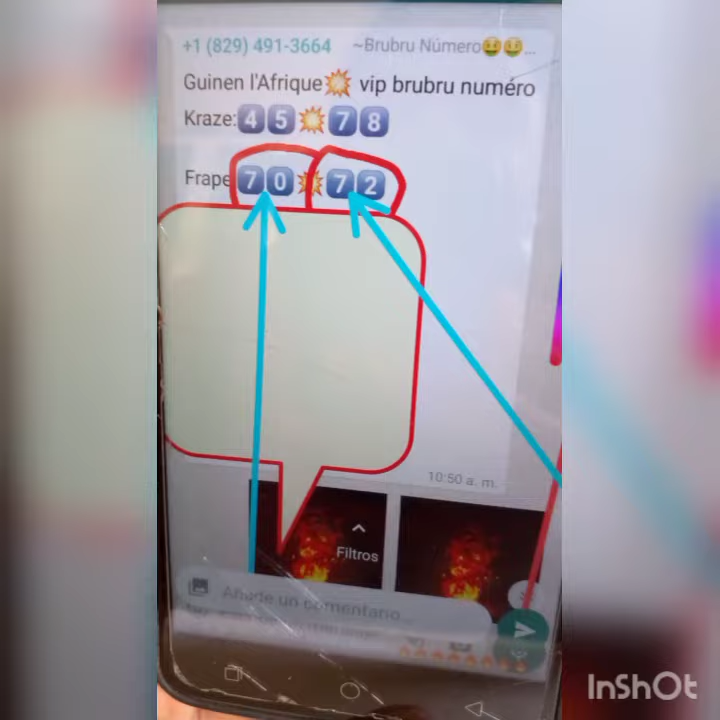 +1 (829) 491-3664 ~Brubru Número🤑🤑...
Guinen l'Afrique💥 vip brubru numéro
Kraze:4️⃣5️⃣💥7️⃣8️⃣
Frape 7️⃣0️⃣💥7️⃣2️⃣
10:50 a. m.
Filtros
Añade un comentario...
InShOt